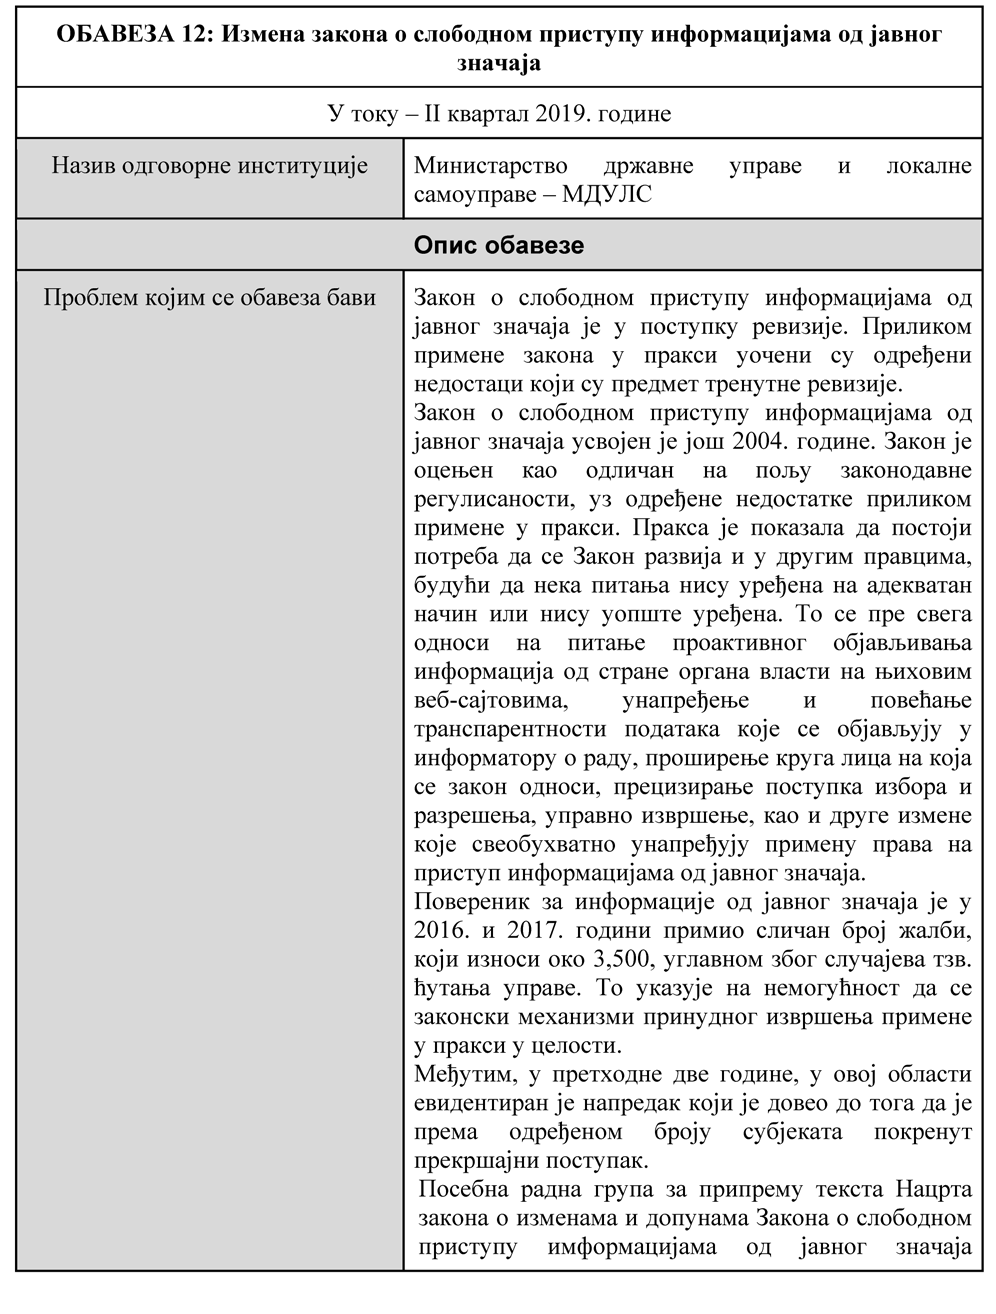 ОБАВЕЗА 12: Измена закона о слободном приступу информацијама од јавног
значаја
У току – II квартал 2019. године
Назив одговорне институције
Министарство државне управе и локалне
самоуправе – МДУЛС
Опис обавезе
Проблем којим се обавеза бави
Закон о слободном приступу информацијама од
јавног значаја је у поступку ревизије. Приликом
примене закона у пракси уочени су одређени
недостаци који су предмет тренутне ревизије.
Закон о слободном приступу информацијама од
јавног значаја усвојен је још 2004. године. Закон је
оцењен као одличан на пољу законодавне
регулисаности, уз одређене недостатке приликом
примене у пракси. Пракса је показала да постоји
потреба да се Закон развија и у другим правцима,
будући да нека питања нису уређена на адекватан
начин или нису уопште уређена. То се пре свега
односи на питање проактивног објављивања
информација од стране органа власти на њиховим
веб-сајтовима, унапређење и повећање
транспарентности података које се објављују у
информатору о раду, проширење круга лица на која
се закон односи, прецизирање поступка избора и
разрешења, управно извршење, као и друге измене
које свеобухватно унапређују примену права на
приступ информацијама од јавног значаја.
Повереник за информације од јавног значаја је у
2016. и 2017. години примио сличан број жалби,
који износи око 3,500, углавном због случајева тзв.
ћутања управе. То указује на немогућност да се
законски механизми принудног извршења примене
у пракси у целости.
Међутим, у претходне две године, у овој области
евидентиран је напредак који је довео до тога да је
према одређеном броју субјеката покренут
прекршајни поступак.
Посебна радна група за припрему текста Нацрта
закона о изменама и допунама Закона о слободном
приступу имформацијама од јавног значаја